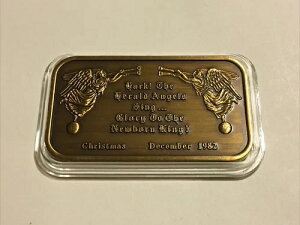 Hark! The
Herald Angels
Sing...
Glory To The
Newborn King!
Christmas December 1982